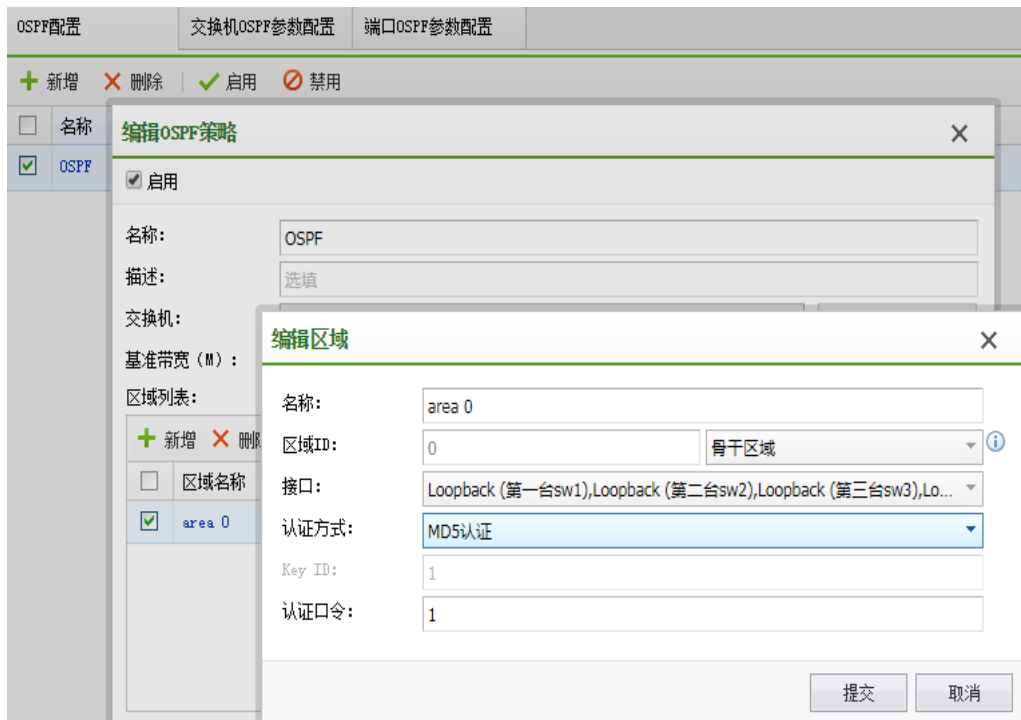 OSPF配置 交换机OSPF参数配置 端口OSPF参数配置
新增 删除 启用 禁用
名称
OSPF
编辑OSPF策略
启用
名称: OSPF
描述: 选填
交换机:
基准带宽（M）:
区域列表:
新增
区域名称
area 0
编辑区域
名称: area 0
区域ID: 0 骨干区域
接口: Loopback (第一台sw1),Loopback (第二台sw2),Loopback (第三台sw3),Lo...
认证方式: MD5认证
Key ID: 1
认证口令: 1
提交 取消